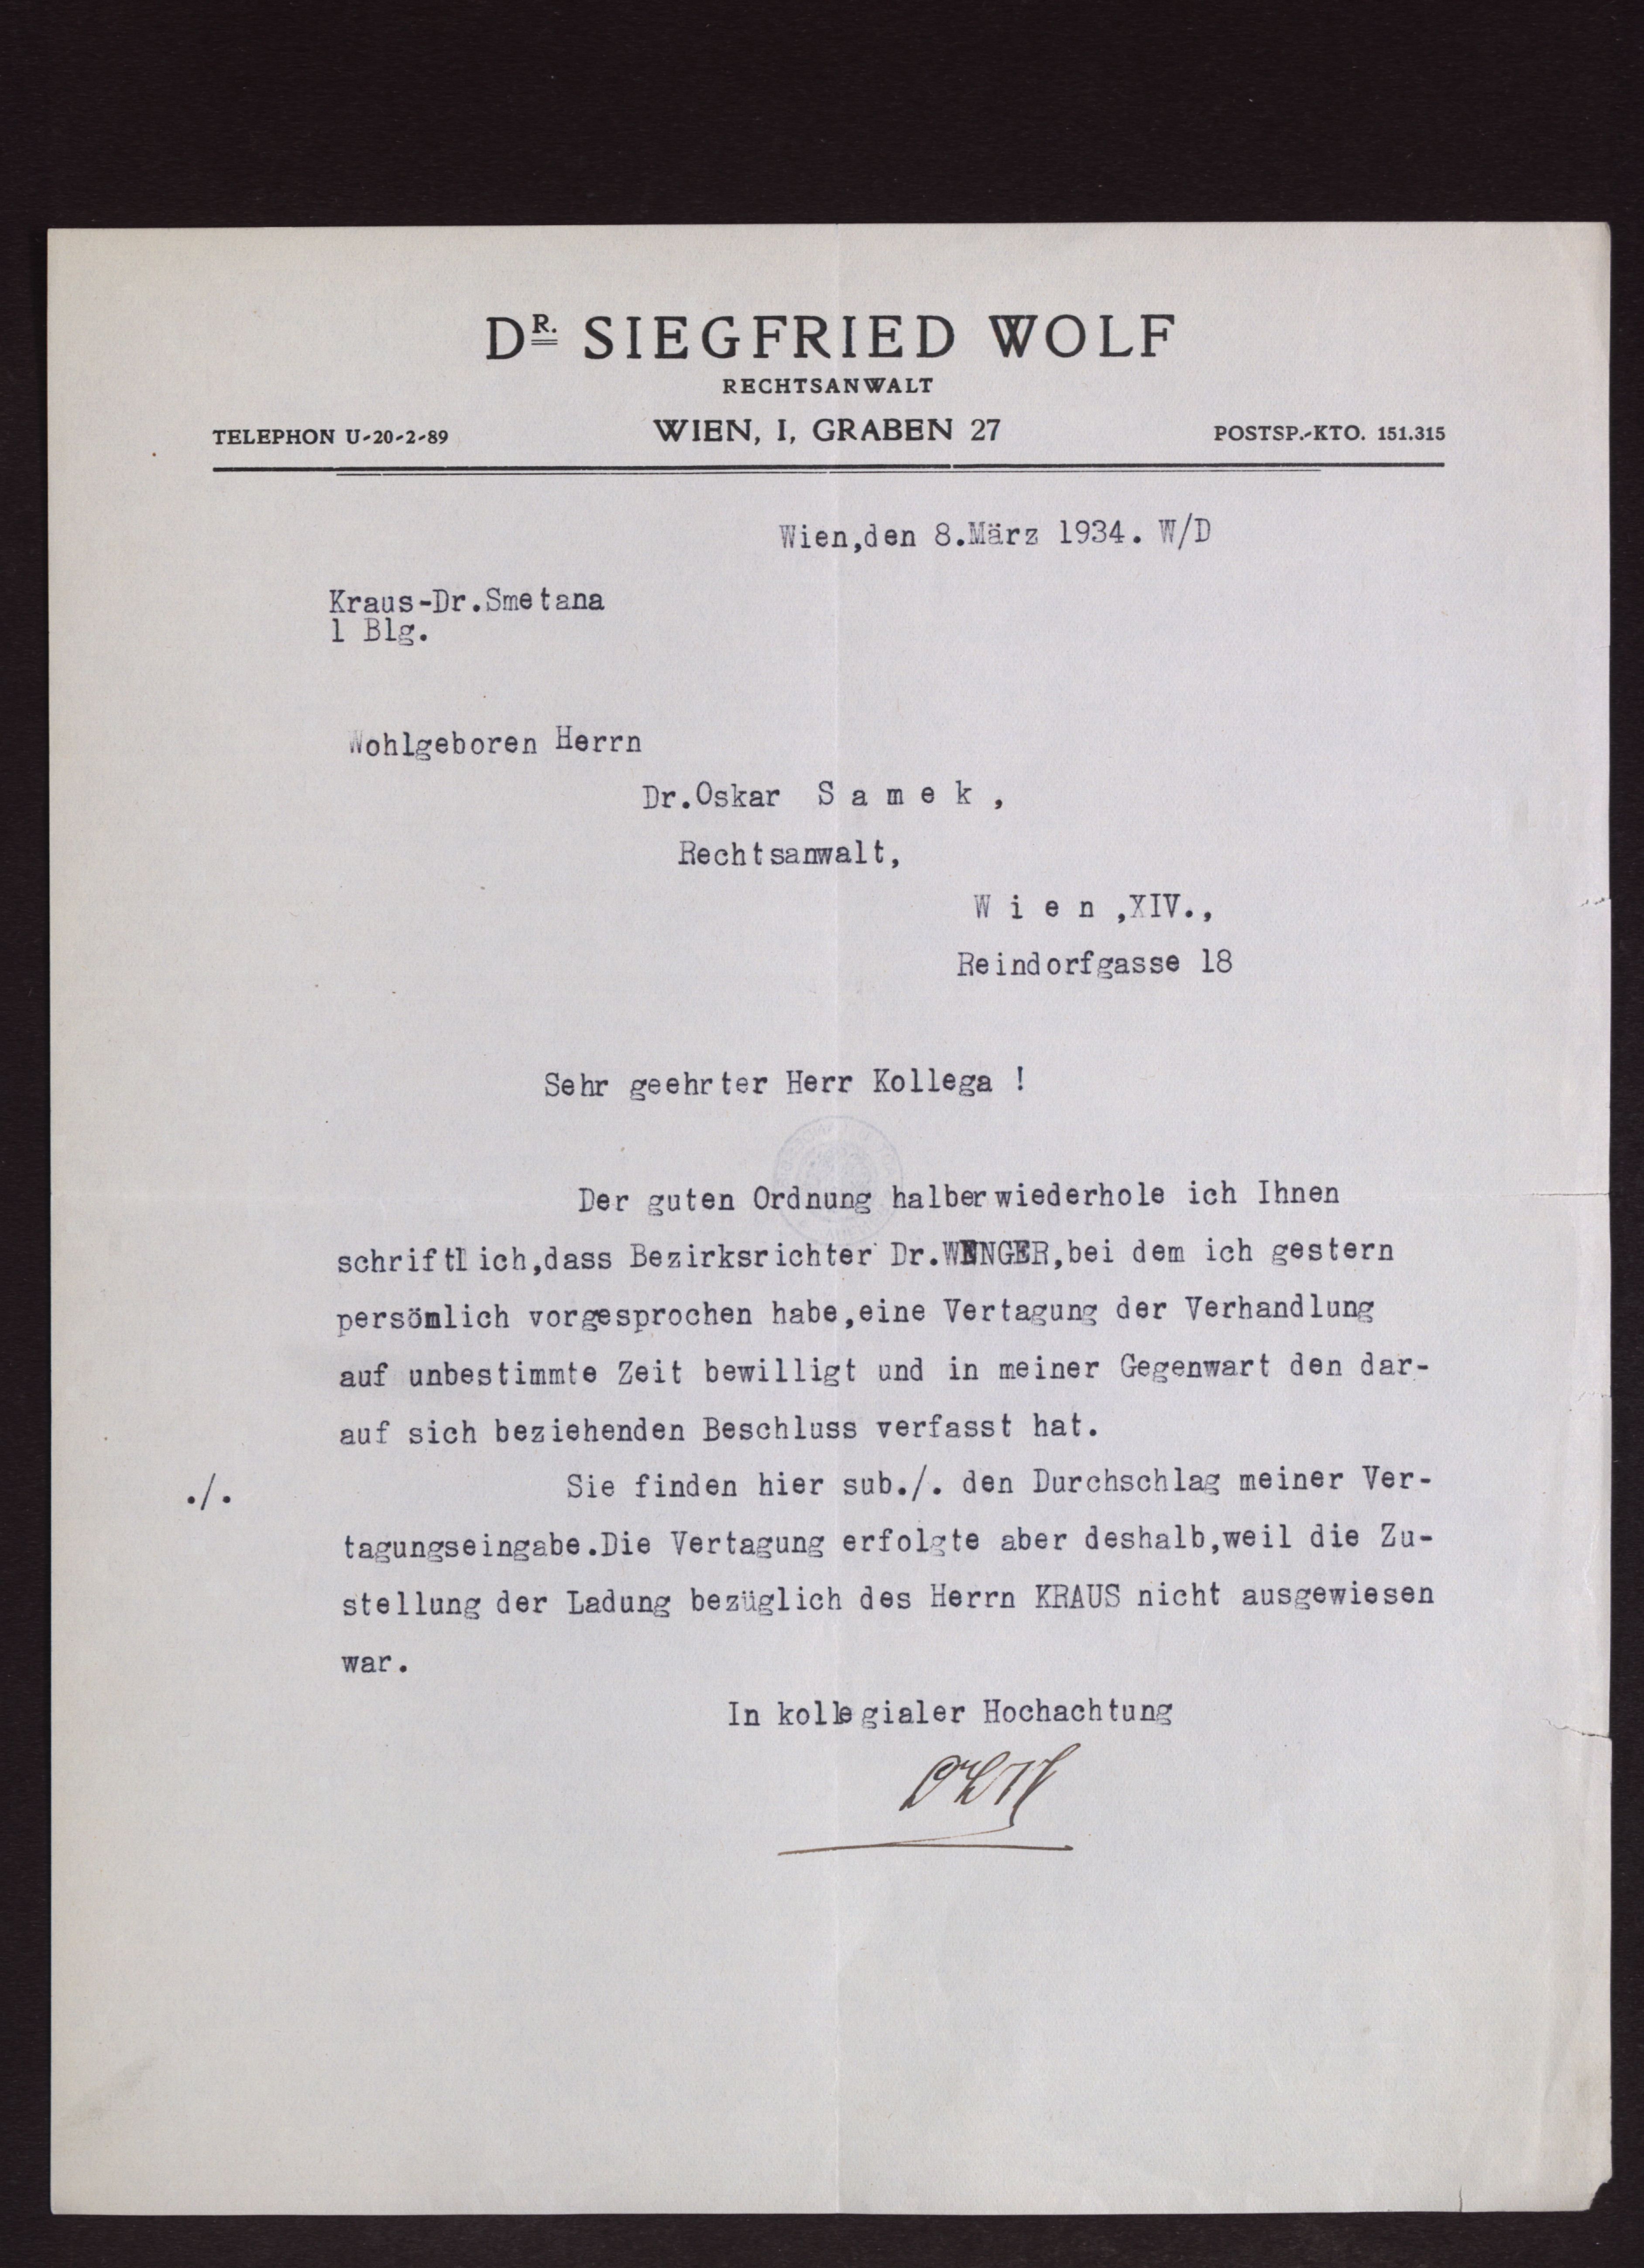 DR. SIEGFRIED WOLF
RECHTSANWALT
TELEPHON U-20-2-89 WIEN, I, GRABEN 27 POSTSP.-KTO. 151.315
Wien,den 8.März 1934. W/D
Kraus-Dr.Smetana
1 Blg.
Wohlgeboren Herrn
Dr.Oskar S a m e k ,
Rechtsanwalt,
W i e n ,XIV.,
Reindorfgasse 18
Sehr geehrter Herr Kollega !
Der guten Ordnung halber wiederhole ich Ihnen
schriftlich,dass Bezirksrichter Dr.WENGER,bei dem ich gestern
persönlich vorgesprochen habe,eine Vertagung der Verhandlung
auf unbestimmte Zeit bewilligt und in meiner Gegenwart den dar-
auf sich beziehenden Beschluss verfasst hat.
./. Sie finden hier sub./. den Durchschlag meiner Ver-
tagungseingabe.Die Vertagung erfolgte aber deshalb,weil die Zu-
stellung der Ladung bezüglich des Herrn KRAUS nicht ausgewiesen
war.
In kollegialer Hochachtung